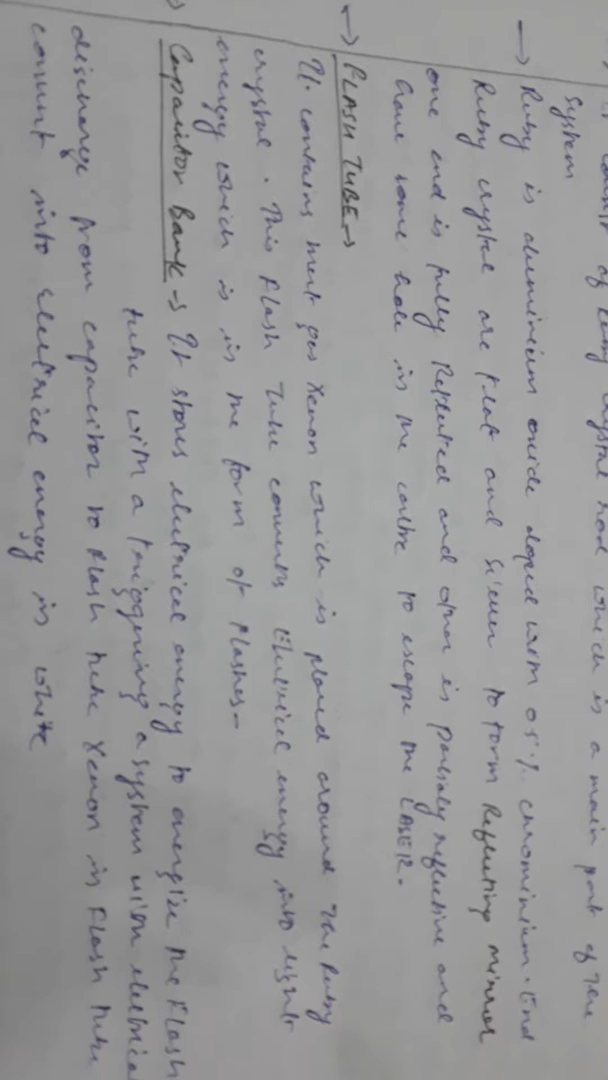 of Ruby crystal rod which is a main part of the
system
→ Ruby is aluminium oxide doped with 0.5% chrominium. End
Ruby crystal are flat and silver to form Reflecting mirror
one end is fully Reflected and other is partialy reflective and
have some hole in the centre to escape the LASER.
→ FLASH TUBE→
It contains inert gas Xenon which is placed around the Ruby
crystal. This Flash Tube converts Electrical energy into light
energy which is in the form of Flashes-
Capacitor Bank → It stores electrical energy to energize the Flash
tube with a triggering a system with electrical
discharge from capacitor to Flash tube Xenon in Flash tube
convert into electrical energy in white